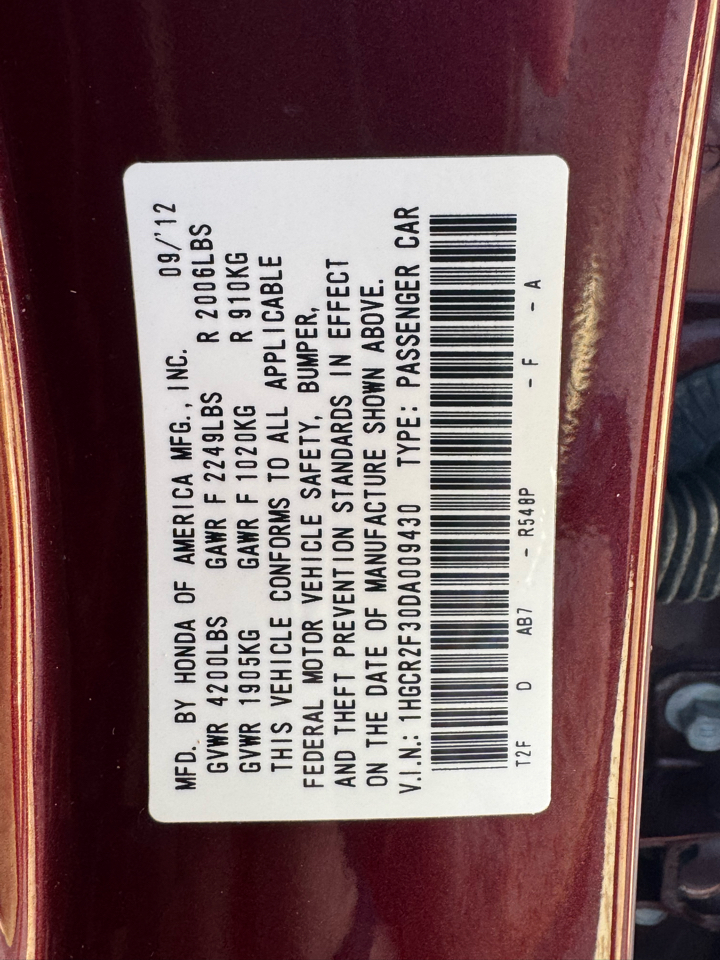 MFD. BY HONDA OF AMERICA MFG., INC. 09/'12
GVWR 4200LBS GAWR F 2249LBS R 2006LBS
GVWR 1905KG GAWR F 1020KG R 910KG
THIS VEHICLE CONFORMS TO ALL APPLICABLE
FEDERAL MOTOR VEHICLE SAFETY, BUMPER,
AND THEFT PREVENTION STANDARDS IN EFFECT
ON THE DATE OF MANUFACTURE SHOWN ABOVE.
V.I.N.: 1HGCR2F30DA009430 TYPE: PASSENGER CAR
T2F D AB7 - R548P - F - A